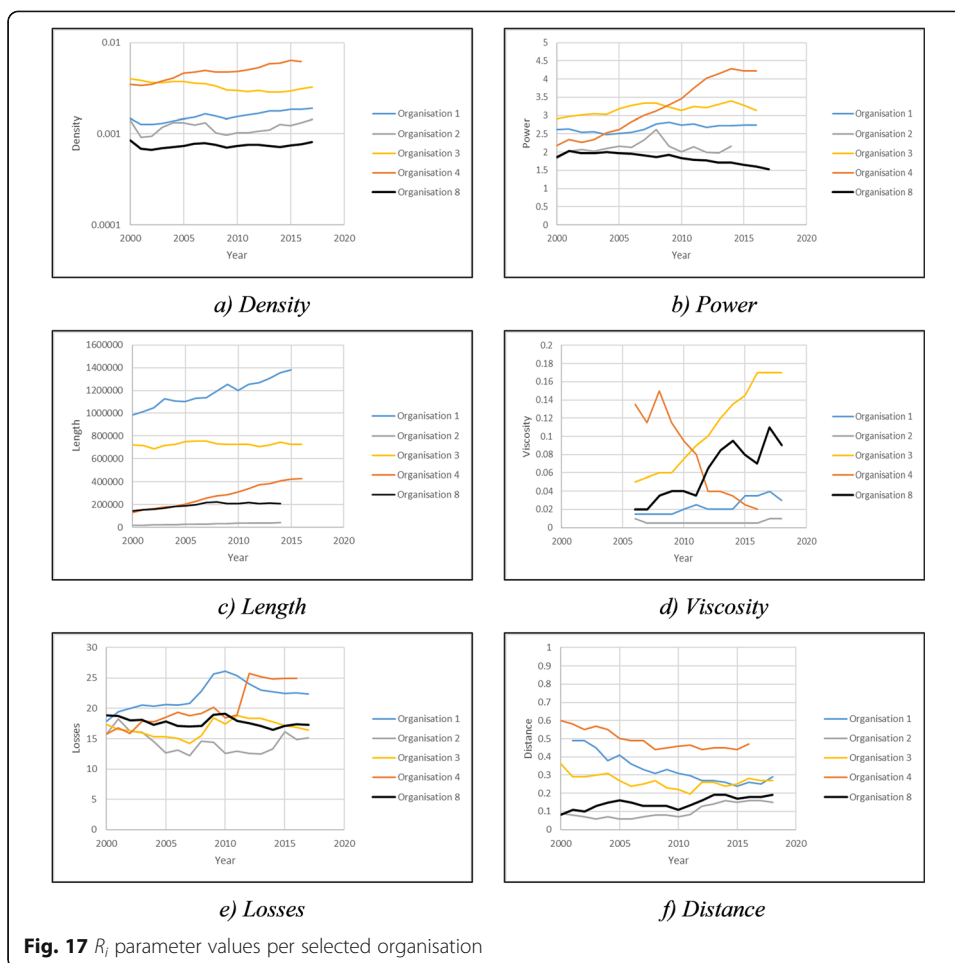 0.01
0.001
0.0001
Density
2000 2005 2010 2015 2020
Year
Organisation 1
Organisation 2
Organisation 3
Organisation 4
Organisation 8
a) Density
5
4.5
4
3.5
3
2.5
2
1.5
1
0.5
0
Power
2000 2005 2010 2015 2020
Year
Organisation 1
Organisation 2
Organisation 3
Organisation 4
Organisation 8
b) Power
1600000
1400000
1200000
1000000
800000
600000
400000
200000
0
Length
2000 2005 2010 2015 2020
Year
Organisation 1
Organisation 2
Organisation 3
Organisation 4
Organisation 8
c) Length
0.2
0.18
0.16
0.14
0.12
0.1
0.08
0.06
0.04
0.02
0
Viscosity
2000 2005 2010 2015 2020
Year
Organisation 1
Organisation 2
Organisation 3
Organisation 4
Organisation 8
d) Viscosity
30
25
20
15
10
5
0
Losses
2000 2005 2010 2015 2020
Year
Organisation 1
Organisation 2
Organisation 3
Organisation 4
Organisation 8
e) Losses
1
0.9
0.8
0.7
0.6
0.5
0.4
0.3
0.2
0.1
0
Distance
2000 2005 2010 2015 2020
Year
Organisation 1
Organisation 2
Organisation 3
Organisation 4
Organisation 8
f) Distance
Fig. 17 Ri parameter values per selected organisation